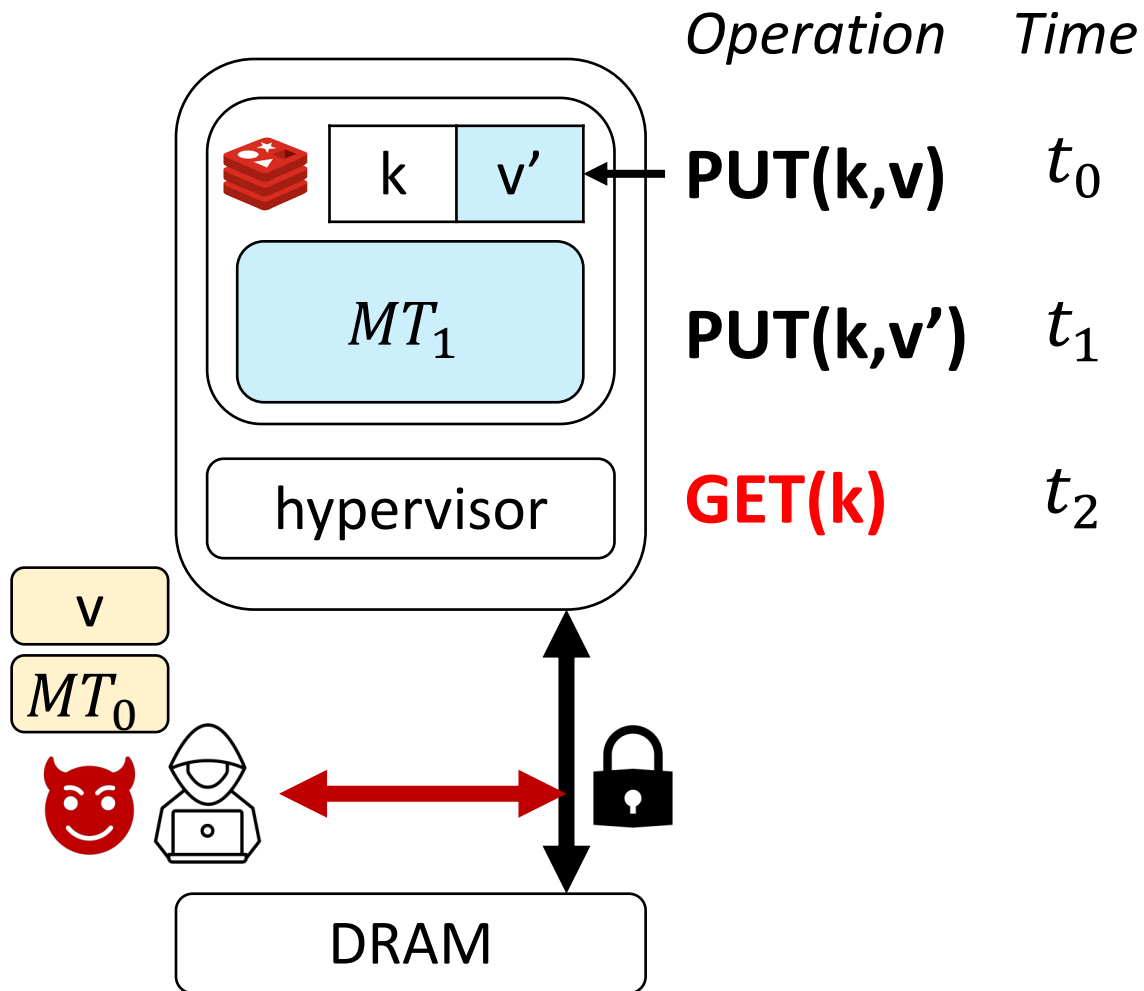 Operation Time
k v’ PUT(k,v) t₀
MT₁ PUT(k,v’) t₁
hypervisor GET(k) t₂
v
MT₀
DRAM